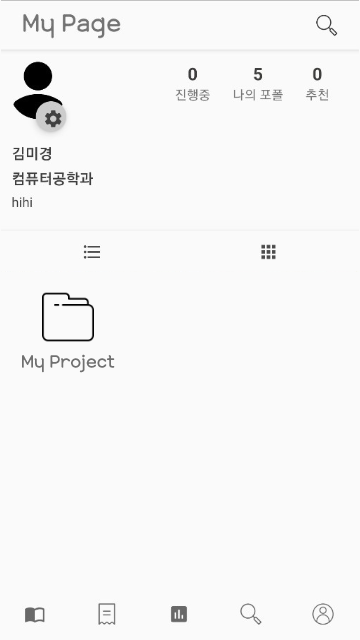 My Page
0 5 0
진행중 나의 포폴 추천
김미경
컴퓨터공학과
hihi
My Project